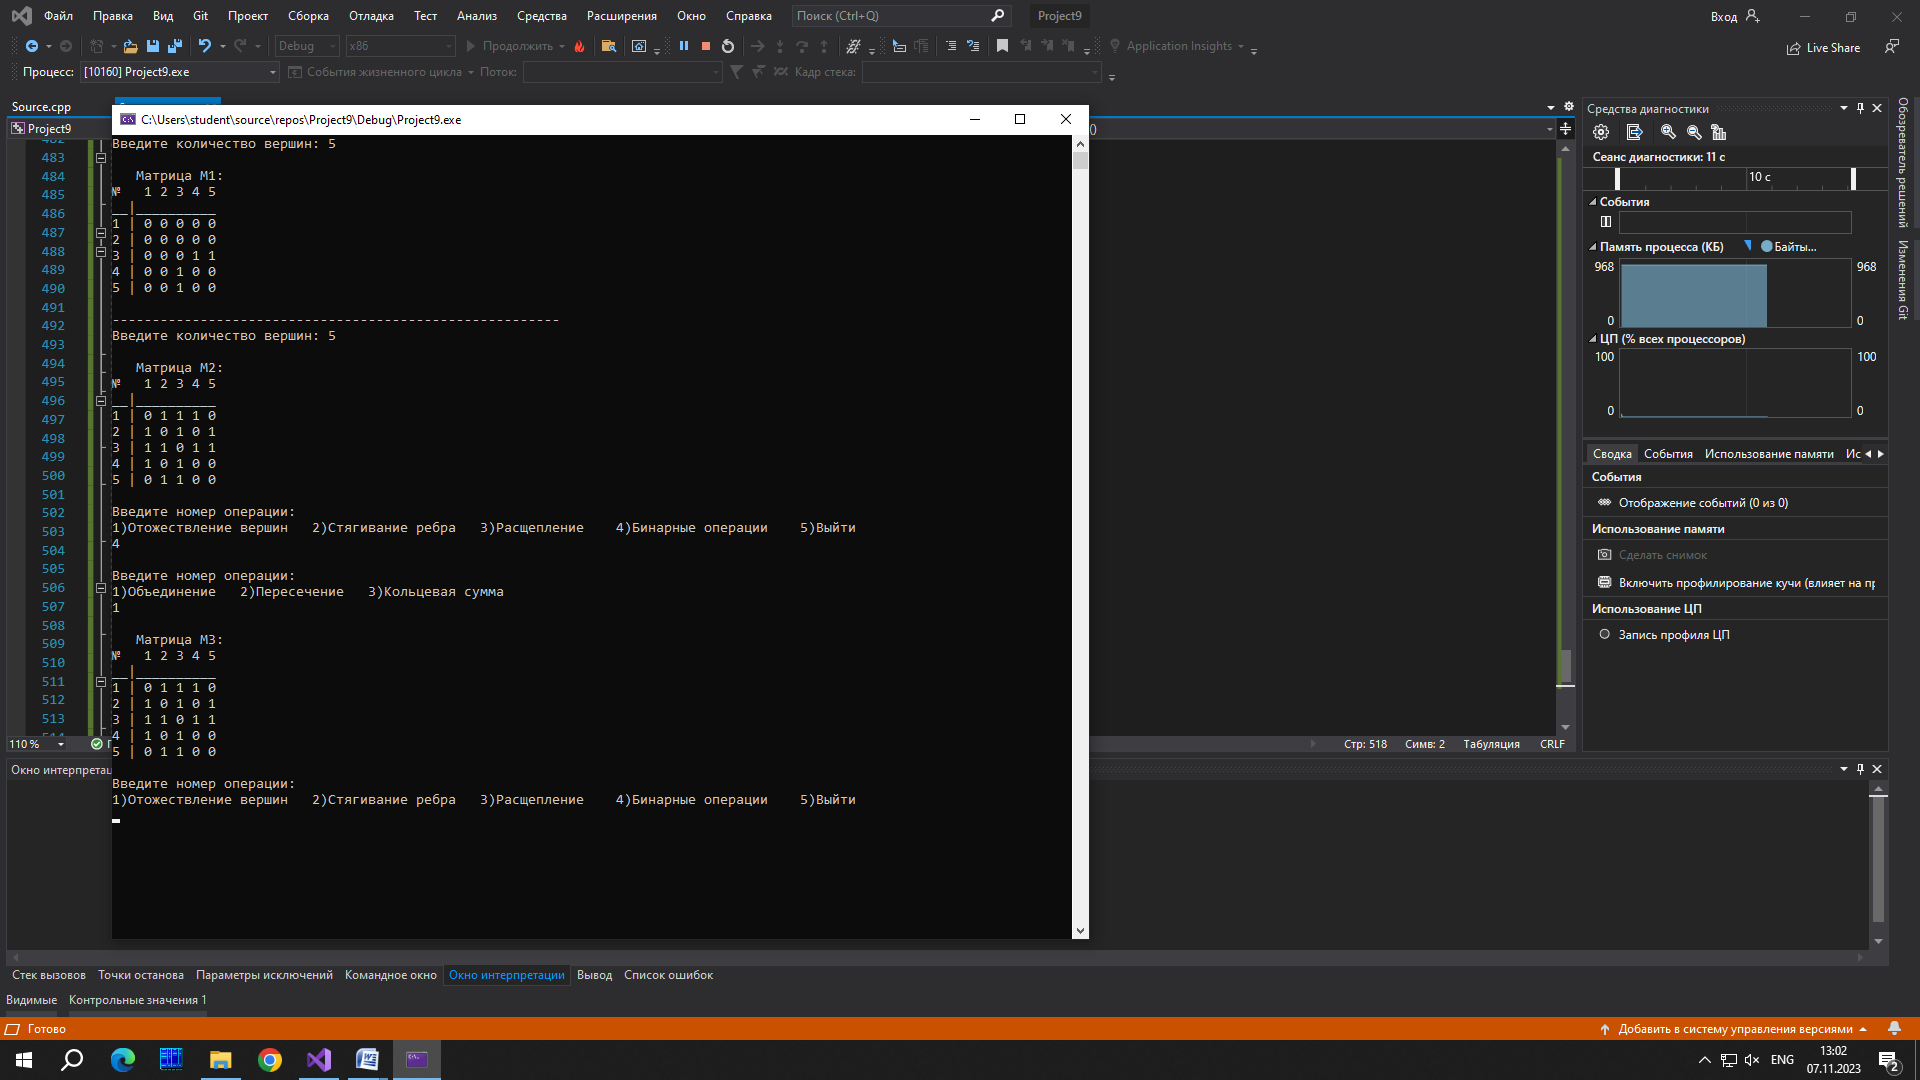 Файл Правка Вид Git Проект Сборка Отладка Тест Анализ Средства Расширения Окно Справка Поиск (Ctrl+Q) Project9 Вход
Debug x86 Продолжить Application Insights Live Share
Процесс: [10160] Project9.exe События жизненного цикла Поток: Кадр стека:
Source.cpp
Project9
C:\Users\student\source\repos\Project9\Debug\Project9.exe
Введите количество вершин: 5
Матрица M1:
№ 1 2 3 4 5
__|__________
1 | 0 0 0 0 0
2 | 0 0 0 0 0
3 | 0 0 0 1 1
4 | 0 0 1 0 0
5 | 0 0 1 0 0
--------------------------------------------------------
Введите количество вершин: 5
Матрица M2:
№ 1 2 3 4 5
__|__________
1 | 0 1 1 1 0
2 | 1 0 1 0 1
3 | 1 1 0 1 1
4 | 1 0 1 0 0
5 | 0 1 1 0 0
Введите номер операции:
1)Отожествление вершин 2)Стягивание ребра 3)Расщепление 4)Бинарные операции 5)Выйти
4
Введите номер операции:
1)Объединение 2)Пересечение 3)Кольцевая сумма
1
Матрица M3:
№ 1 2 3 4 5
__|__________
1 | 0 1 1 1 0
2 | 1 0 1 0 1
3 | 1 1 0 1 1
4 | 1 0 1 0 0
5 | 0 1 1 0 0
Введите номер операции:
1)Отожествление вершин 2)Стягивание ребра 3)Расщепление 4)Бинарные операции 5)Выйти
482
483
484
485
486
487
488
489
490
491
492
493
494
495
496
497
498
499
500
501
502
503
504
505
506
507
508
509
510
511
512
513
514
110 %
Стр: 518 Симв: 2 Табуляция CRLF
Средства диагностики
Сеанс диагностики: 11 с
10 с
События
Память процесса (КБ) Байты...
968 968
0 0
ЦП (% всех процессоров)
100 100
0 0
Сводка События Использование памяти Ис
События
Отображение событий (0 из 0)
Использование памяти
Сделать снимок
Включить профилирование кучи (влияет на пр
Использование ЦП
Запись профиля ЦП
Обозреватель решений
Изменения Git
Окно интерпретац
Стек вызовов Точки останова Параметры исключений Командное окно Окно интерпретации Вывод Список ошибок
Видимые Контрольные значения 1
Готово Добавить в систему управления версиями
ENG 13:02
07.11.2023
2